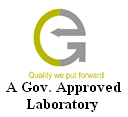 Quality we put forward
A Gov. Approved
Laboratory